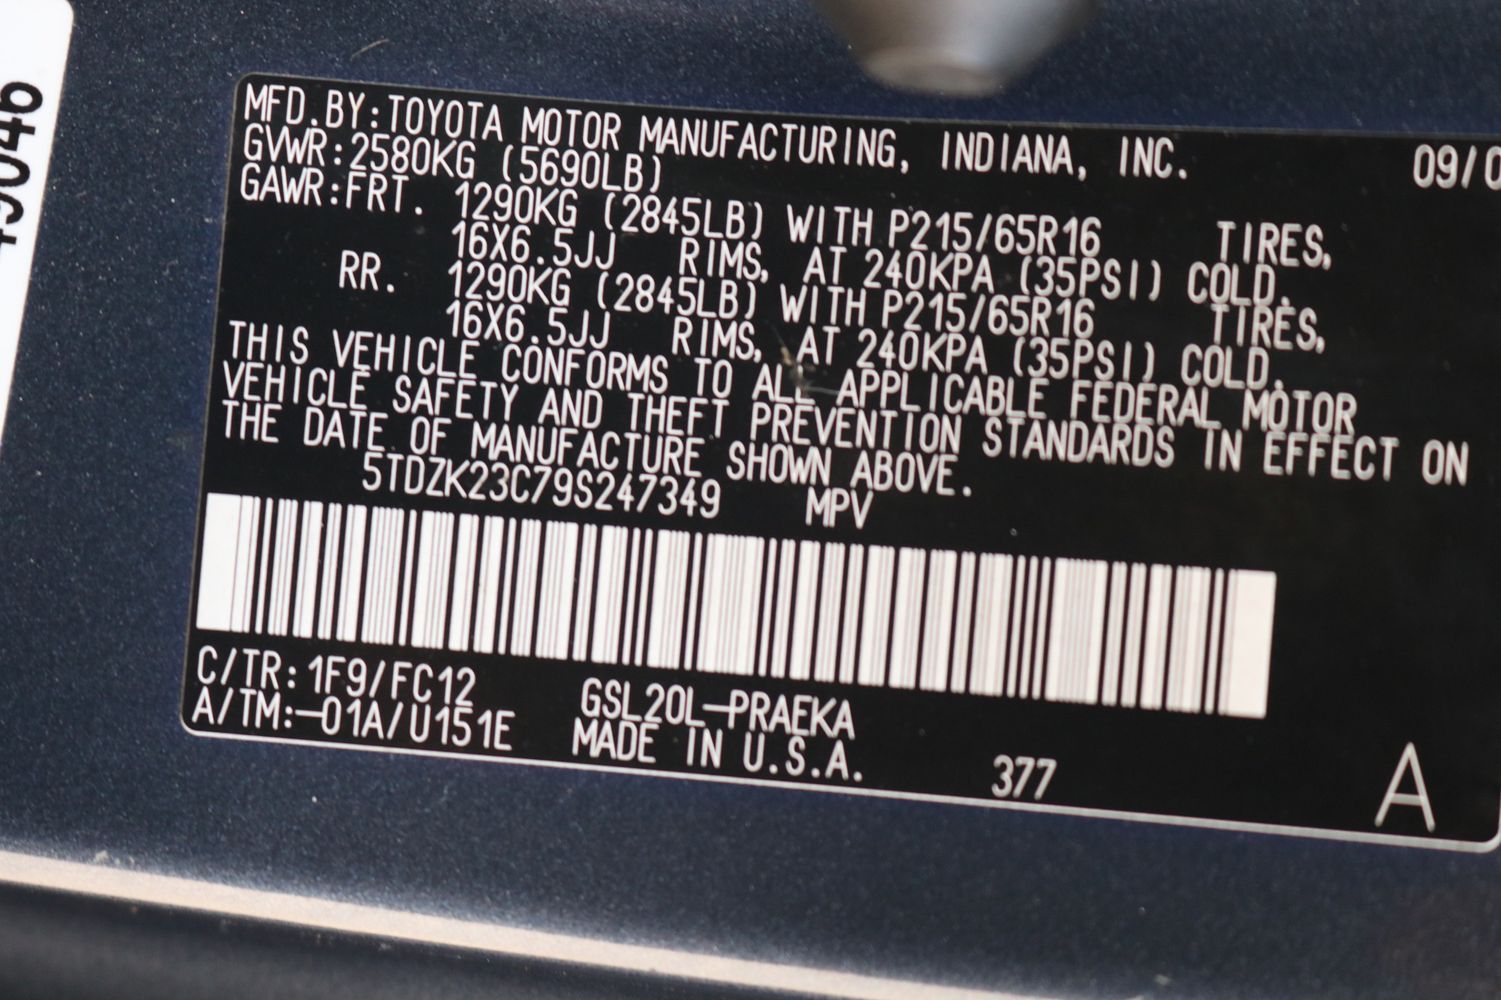 49046
MFD.BY:TOYOTA MOTOR MANUFACTURING, INDIANA, INC. 09/0
GVWR:2580KG (5690LB)
GAWR:FRT. 1290KG (2845LB) WITH P215/65R16 TIRES,
16X6.5JJ RIMS, AT 240KPA (35PSI) COLD.
RR. 1290KG (2845LB) WITH P215/65R16 TIRES,
16X6.5JJ RIMS, AT 240KPA (35PSI) COLD.
THIS VEHICLE CONFORMS TO ALL APPLICABLE FEDERAL MOTOR
VEHICLE SAFETY AND THEFT PREVENTION STANDARDS IN EFFECT ON
THE DATE OF MANUFACTURE SHOWN ABOVE.
5TDZK23C79S247349 MPV
C/TR:1F9/FC12 GSL20L-PRAEKA
A/TM:-01A/U151E MADE IN U.S.A. 377 A